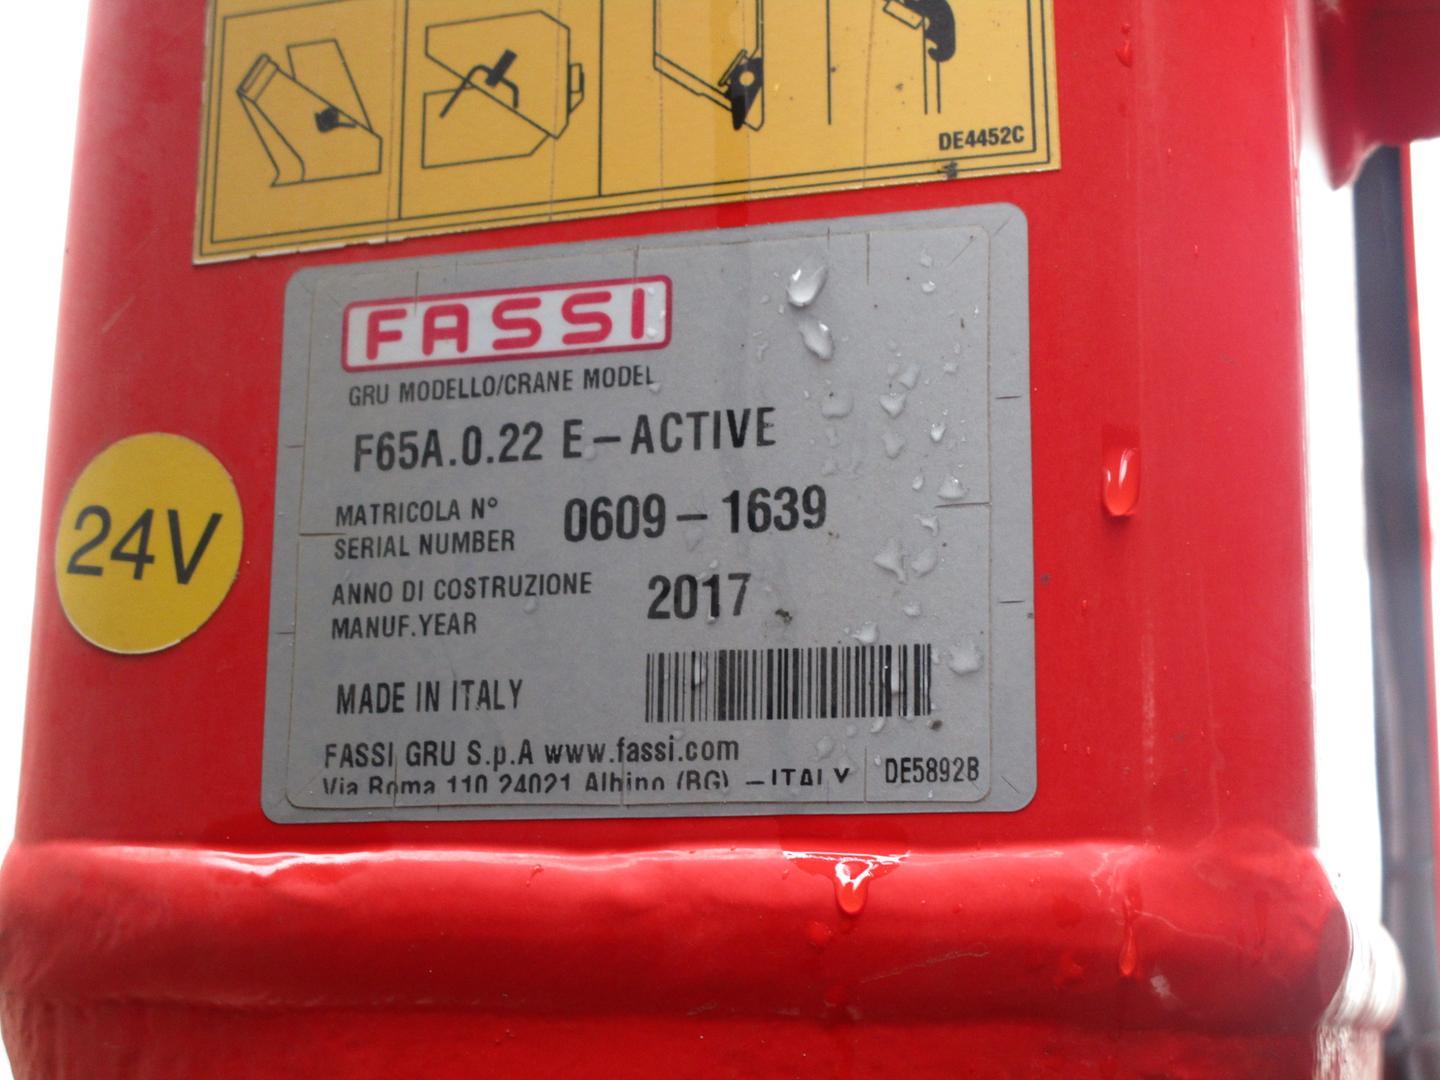 DE4452C
FASSI
GRU MODELLO/CRANE MODEL
F65A.0.22 E-ACTIVE
MATRICOLA N° 0609-1639
SERIAL NUMBER
ANNO DI COSTRUZIONE 2017
MANUF.YEAR
24V
MADE IN ITALY
FASSI GRU S.p.A www.fassi.com
Via Roma 110 24021 Albino (BG) -ITALY DE5892B